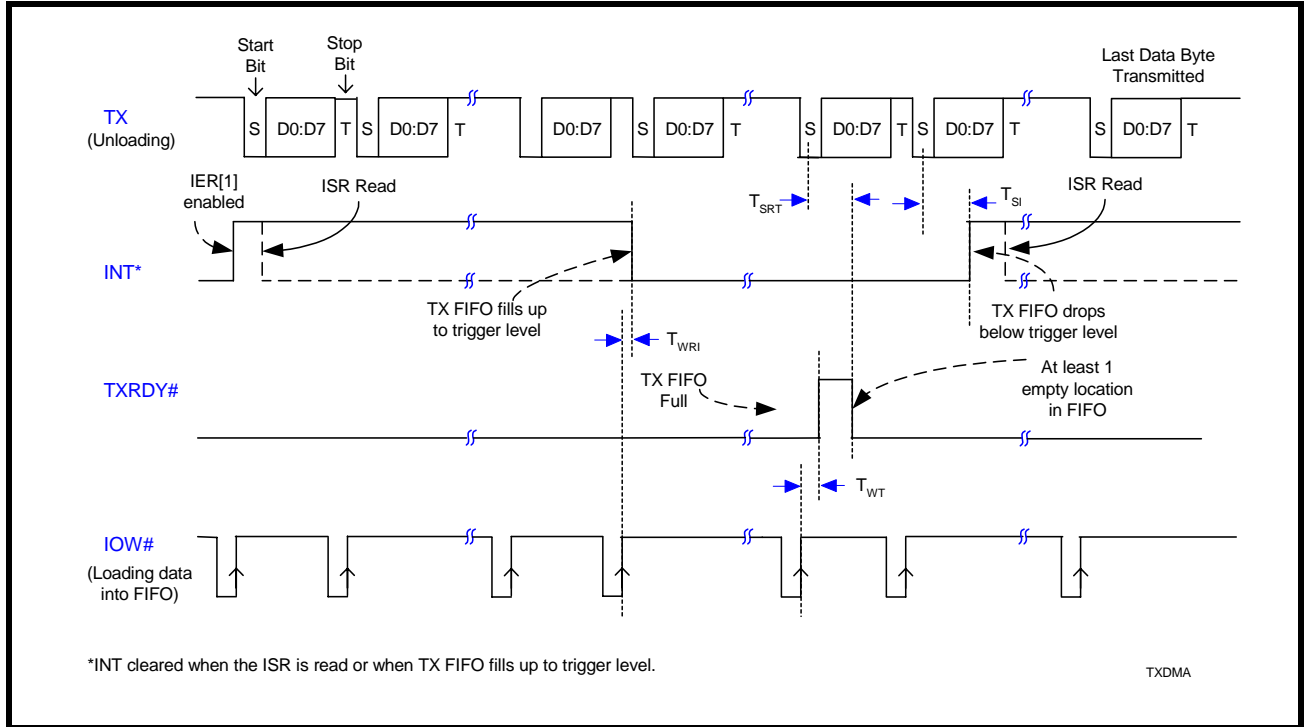 Start
Bit
Stop
Bit
Last Data Byte
Transmitted
TX
(Unloading)
S D0:D7 T S D0:D7 T D0:D7 S D0:D7 T S D0:D7 T S D0:D7 T S D0:D7 T
IER[1]
enabled
ISR Read
TSRT
TSI
ISR Read
INT*
TX FIFO fills up
to trigger level
TX FIFO drops
below trigger level
TWRI
TXRDY#
TX FIFO
Full
At least 1
empty location
in FIFO
TWT
IOW#
(Loading data
into FIFO)
*INT cleared when the ISR is read or when TX FIFO fills up to trigger level.
TXDMA